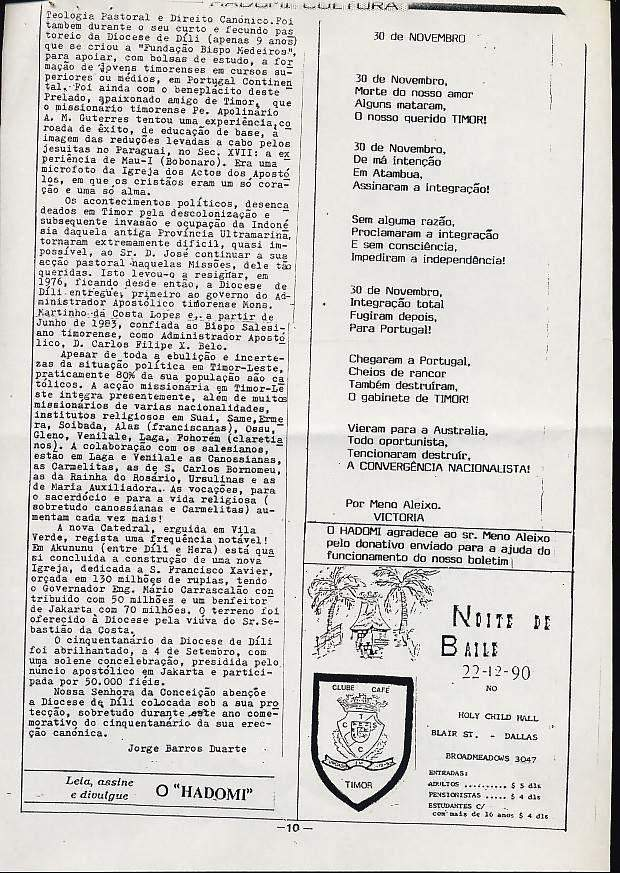 HADOMI CULTURA
Teologia Pastoral e Direito Canónico.Foi
tambem durante o seu curto e fecundo pas
toreio da Diocese de Díli (apenas 9 anos)
que se criou a "Fundação Bispo Medeiros",
para apoiar, com bolsas de estudo, a for
mação de jovens timorenses em cursos su-
periores ou médios, em Portugal Continen
tal. Foi ainda com o beneplácito deste
Prelado, apaixonado amigo de Timor, que
o missionário timorense Pe. Apolinário
A. M. Guterres tentou uma experiência,co
roada de êxito, de educação de base, à
imagem das reduções levadas a cabo pelos
jesuitas no Paraguai, no Sec. XVII: a ex
periência de Mau-I (Bobonaro). Era uma
microfoto da Igreja dos Actos dos Apostó
los, em que os cristãos eram um só cora-
ção e uma só alma.
Os acontecimentos políticos, desenca
deados em Timor pela descolonização e
subsequente invasão e ocupação da Indoné
sia daquela antiga Província Ultramarina,
tornaram extremamente difícil, quasi im-
possível, ao Sr. D. José continuar a sua
acção pastoral naquelas Missões, dele tão
queridas. Isto levou-o a resignar, em
1976, ficando desde então, a Diocese de
Díli entregue; primeiro ao governo do Ad-
ministrador Apostólico timorense Mons.
Martinho da Costa Lopes e, a partir de
Junho de 1983, confiada ao Bispo Salesi-
ano timorense, como Administrador Apostó
lico, D. Carlos Filipe X. Belo.
Apesar de toda a ebulição e incerte-
zas da situação política em Timor-Leste,
praticamente 80% da sua população são ca
tólicos. A acção missionária em Timor-Le
ste integra presentemente, além de muitos
missionários de varias nacionalidades,
institutos religiosos em Suai, Same,Erme
ra, Soibada, Alas (franciscanas), Ossu,
Gleno, Venilale, Laga, Pohorém (claretia
nos). A colaboração com os salesianos,
estão em Laga e Venilale as Canossianas,
as Carmelitas, as de S. Carlos Bornomeu,
as da Rainha do Rosário, Ursulinas e as
de Maria Auxiliadora. As vocações, para
o sacerdócio e para a vida religiosa (
sobretudo canossianas e Carmelitas) au-
mentam cada vez mais!
A nova Catedral, erguida em Vila
Verde, regista uma frequência notável!
Em Akununu (entre Díli e Hera) está qua
si concluida a construção de uma nova
Igreja, dedicada a S. Francisco Xavier,
orçada em 130 milhões de rupias, tendo
o Governador Eng. Mário Carrascalão con
tribuido com 50 milhões e um benfeitor
de Jakarta com 70 milhões. O terreno foi
oferecido à Diocese pela viúva do Sr.Se-
bastião da Costa.
O cinquentanário da Diocese de Díli
foi abrilhantado, a 4 de Setembro, com
uma solene concelebração, presidida pelo
núncio apostólico em Jakarta e partici-
pada por 50.000 fiéis.
Nossa Senhora da Conceição abençõe
a Diocese de Díli colocada sob a sua pro
tecção, sobretudo durante este ano come-
morativo do cinquentanário da sua erec-
ção canónica.
Jorge Barros Duarte
Leia, assine
e divulgue
O "HADOMI"
30 de NOVEMBRO
30 de Novembro,
Morte do nosso amor
Alguns mataram,
O nosso querido TIMOR!
30 de Novembro,
De má intenção
Em Atambua,
Assinaram a integração!
Sem alguma razão,
Proclamaram a integração
E sem consciência,
Impediram a independência!
30 de Novembro,
Integração total
Fugiram depois,
Para Portugal!
Chegaram a Portugal,
Cheios de rancor
Também destruíram,
O gabinete de TIMOR!
Vieram para a Australia,
Todo oportunista,
Tencionaram destruír,
A CONVERGÊNCIA NACIONALISTA!
Por Meno Aleixo.
VICTORIA
O HADOMI agradece ao sr. Meno Aleixo
pelo donativo enviado para a ajuda do
funcionamento do nosso boletim
NOITE DE
BAILE
22-12-90
NO
HOLY CHILD HALL
BLAIR ST. - DALLAS
BROADMEADOWS 3047
ENTRADAS:
ADULTOS .......... $ 5 dls
PENSIONISTAS ..... $ 4 dls
ESTUDANTES C/
com mais de 16 anos $ 4 dls
CLUBE CAFÉ
T
C
TIMOR
—10—